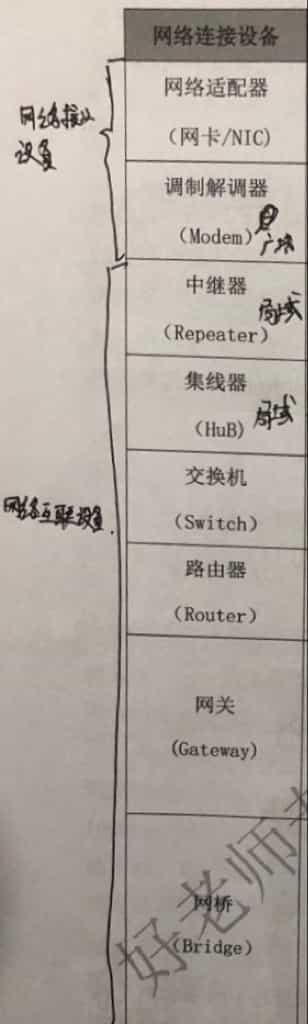 网络连接设备
网络适配器
（网卡/NIC)
网络接入
设备
调制解调器
（Modem）
广域
中继器
（Repeater）
局域
集线器
（HuB)
局域
交换机
（Switch）
网络互联设备
路由器
（Router）
网关
(Gateway)
网桥
（Bridge）
好老师